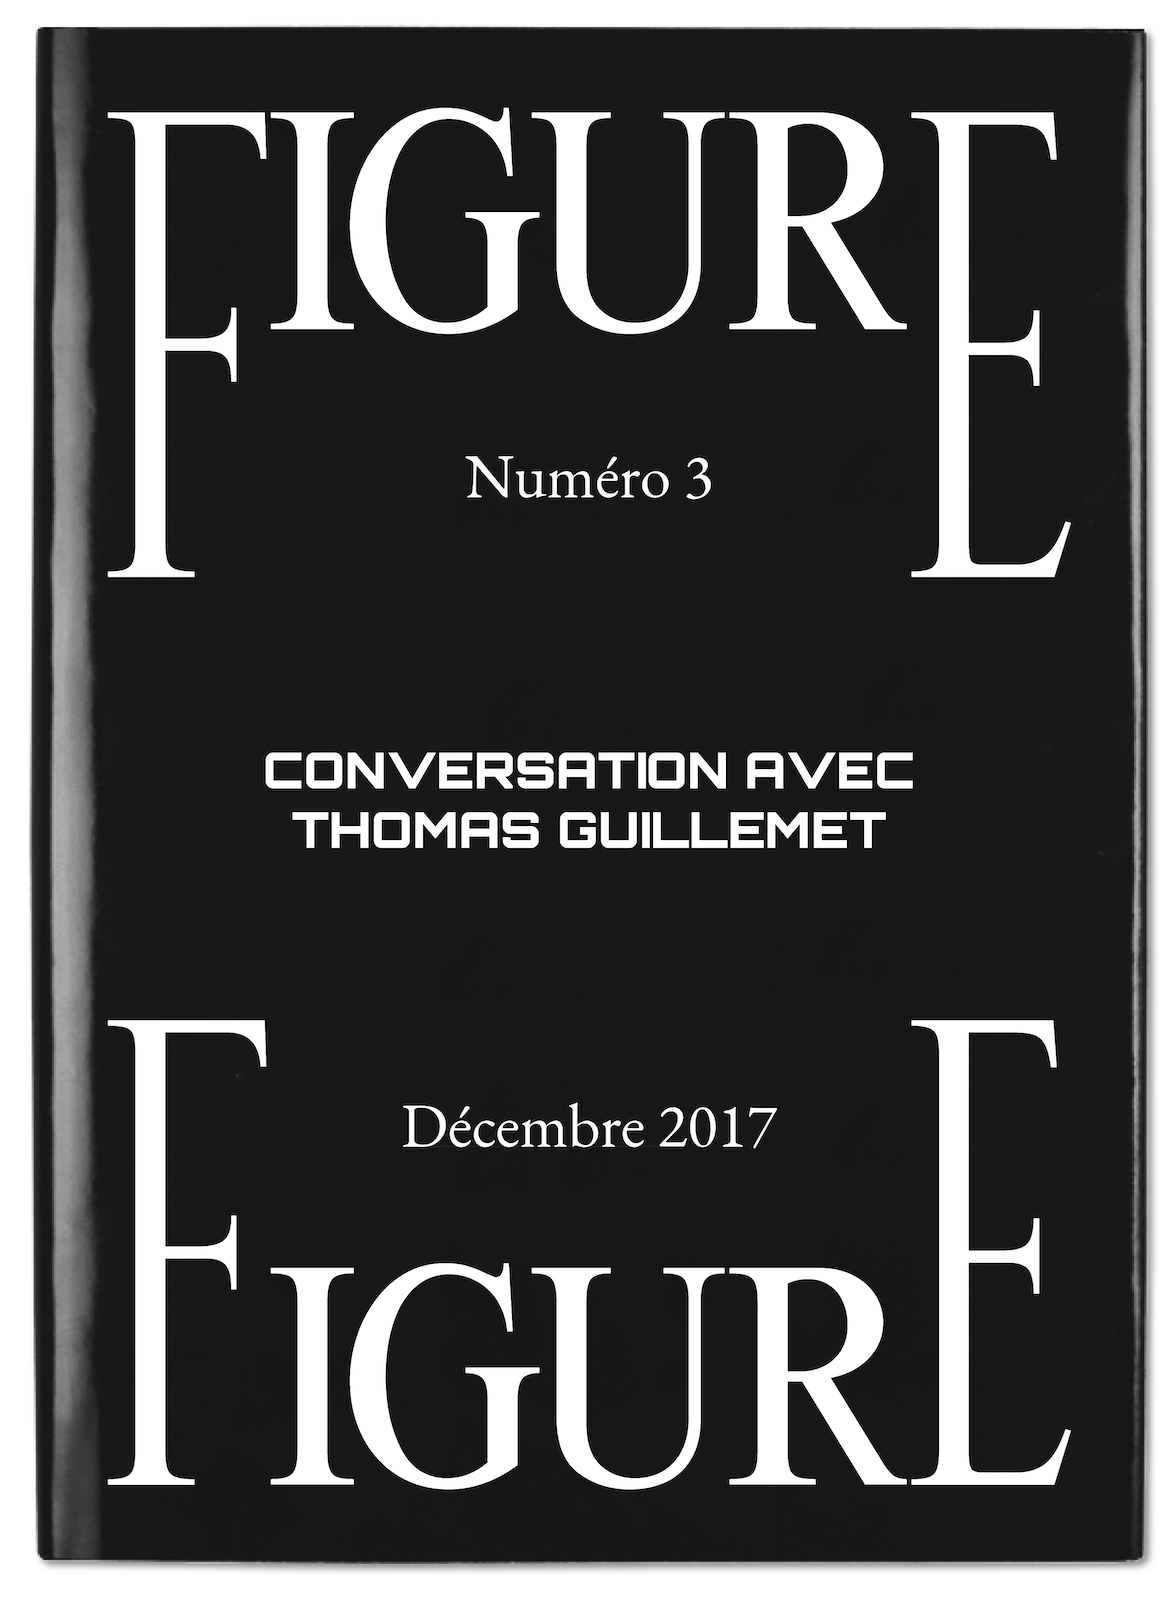 FIGURE
Numéro 3
CONVERSATION AVEC
THOMAS GUILLEMET
Décembre 2017
FIGURE